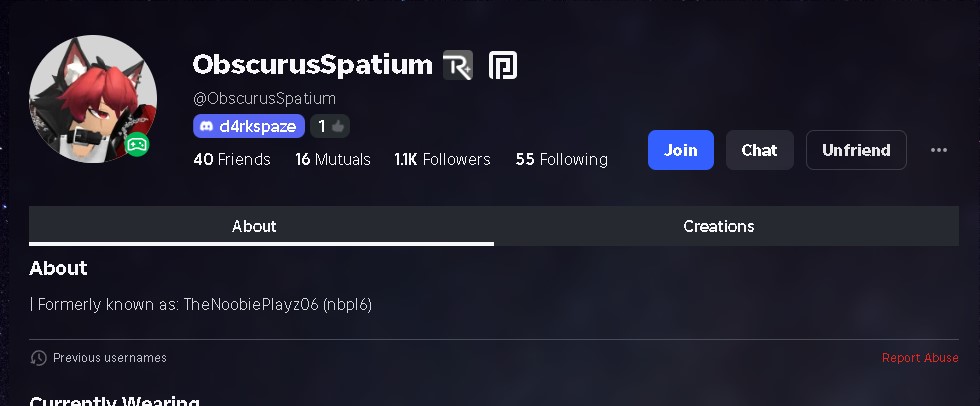 ObscurusSpatium
@ObscurusSpatium
d4rkspaze 1
40 Friends 16 Mutuals 1.1K Followers 55 Following
Join Chat Unfriend
About Creations
About
| Formerly known as: TheNoobiePlayz06 (nbpl6)
Previous usernames Report Abuse
Currently Wearing